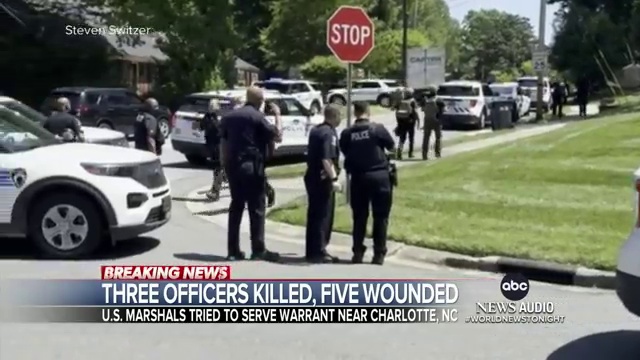 Steven Switzer
STOP
POLICE
BREAKING NEWS
THREE OFFICERS KILLED, FIVE WOUNDED
U.S. MARSHALS TRIED TO SERVE WARRANT NEAR CHARLOTTE, NC
abc
NEWS AUDIO
#WORLDNEWSTONIGHT